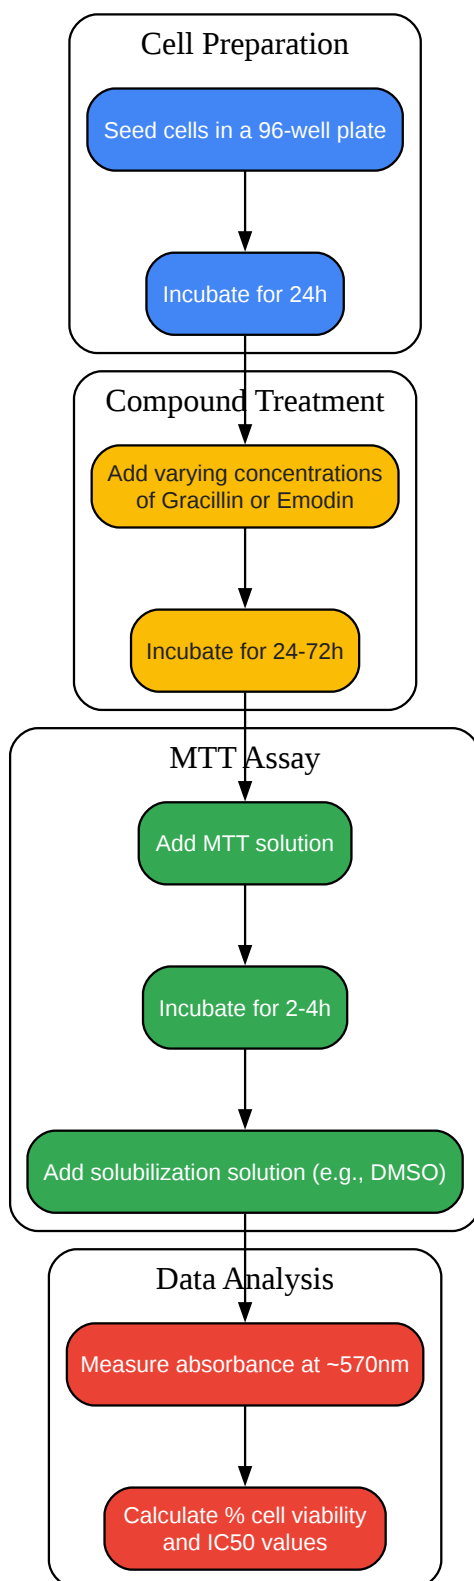 Cell Preparation
Seed cells in a 96-well plate
Incubate for 24h
Compound Treatment
Add varying concentrations
of Gracillin or Emodin
Incubate for 24-72h
MTT Assay
Add MTT solution
Incubate for 2-4h
Add solubilization solution (e.g., DMSO)
Data Analysis
Measure absorbance at ~570nm
Calculate % cell viability
and IC50 values